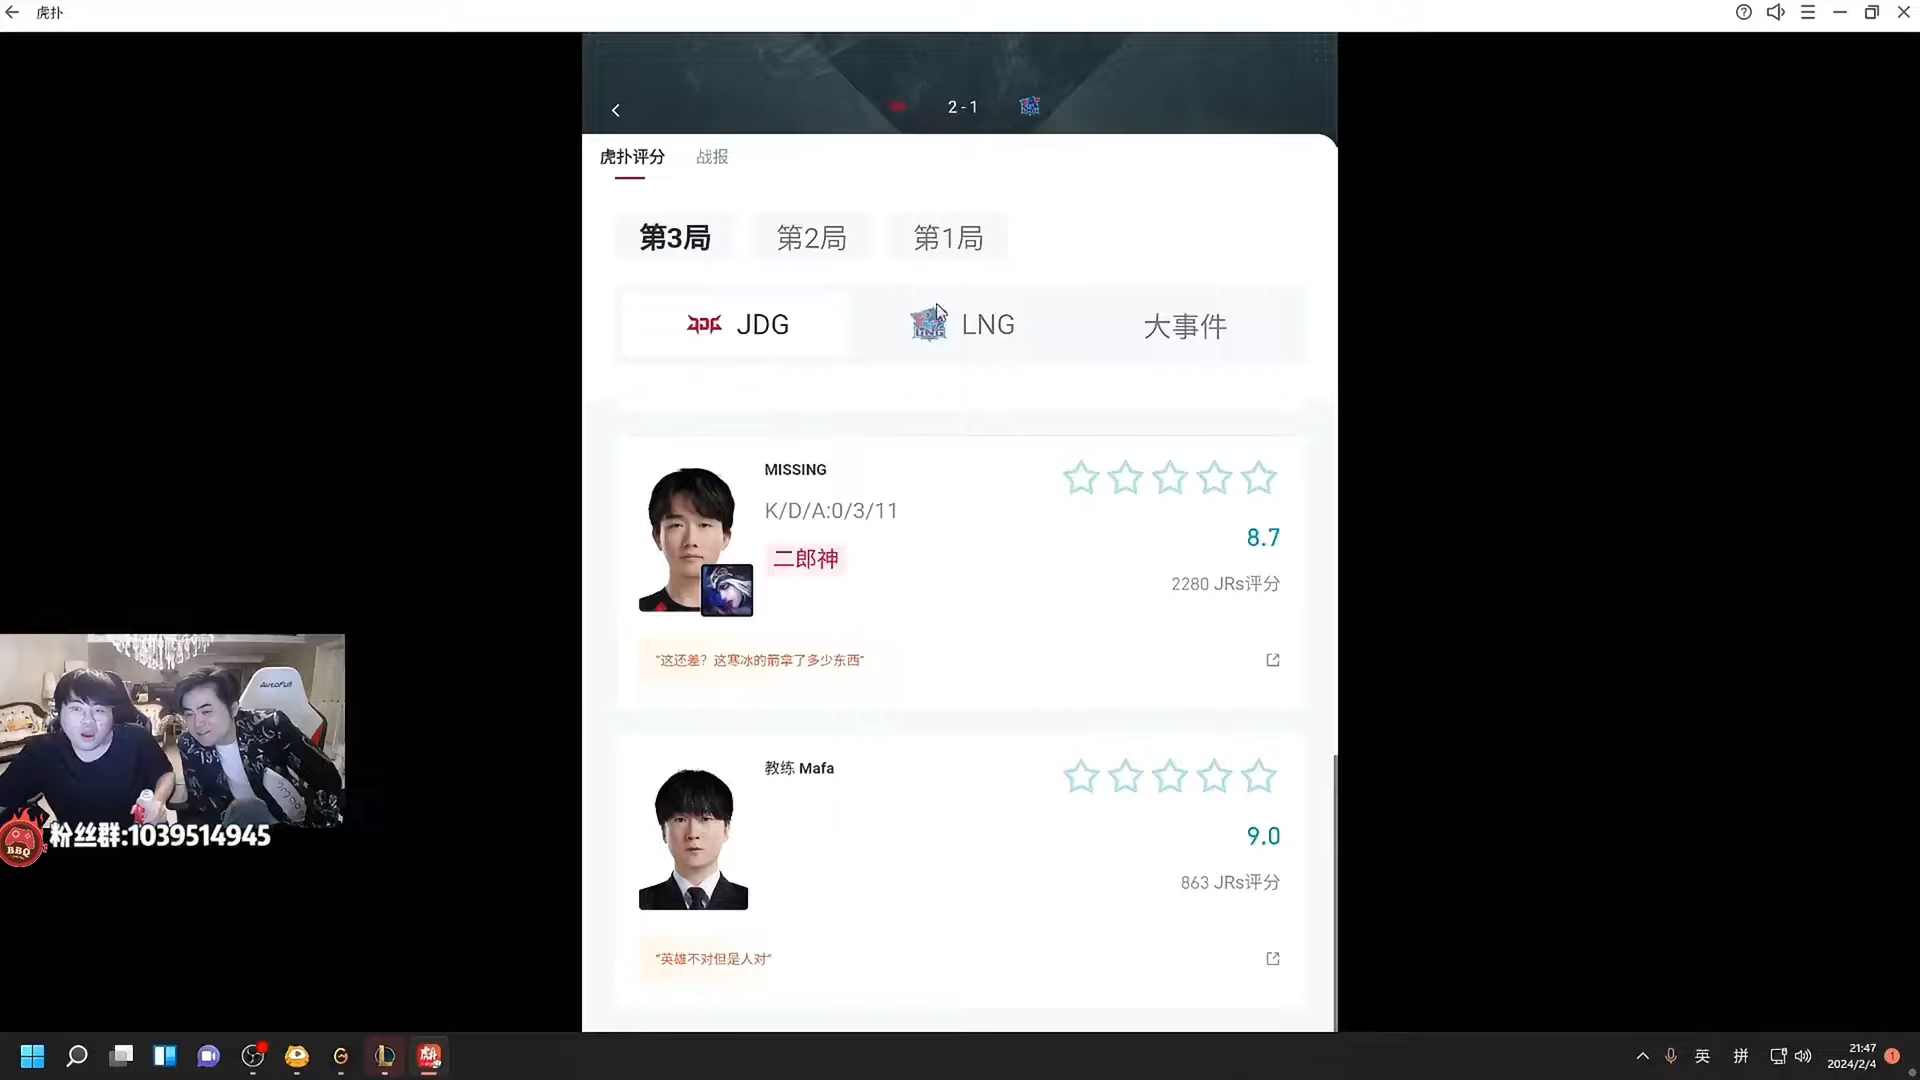 虎扑
2 - 1
虎扑评分
战报
第3局
第2局
第1局
JDG
LNG
大事件
MISSING
K/D/A:0/3/11
二郎神
8.7
2280 JRs评分
"这还差？这寒冰的箭拿了多少东西"
教练 Mafa
9.0
863 JRs评分
"英雄不对但是人对"
AutoFull
BBQ
粉丝群:1039514945
英
拼
21:47
2024/2/4
1